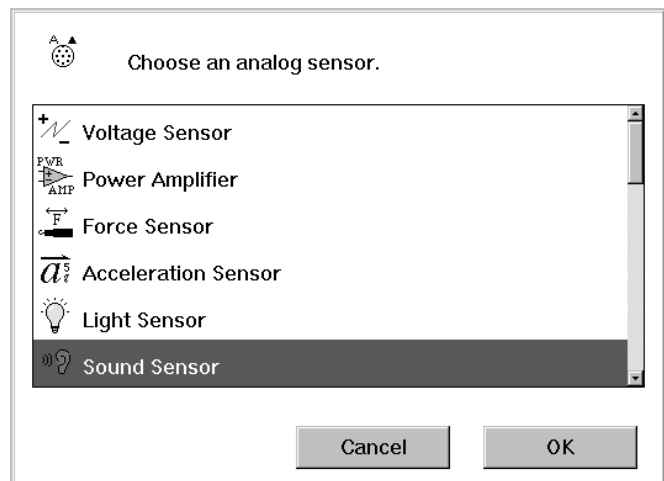 A
Choose an analog sensor.
+ − Voltage Sensor
PWR
AMP Power Amplifier
F Force Sensor
a Acceleration Sensor
Light Sensor
Sound Sensor
Cancel OK